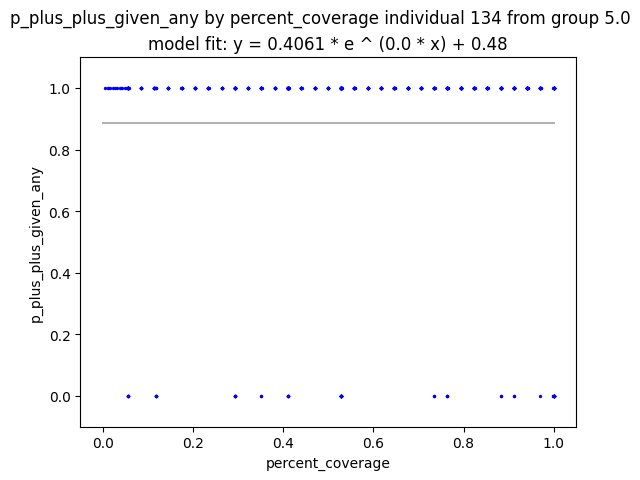 p_plus_plus_given_any by percent_coverage individual 134 from group 5.0
model fit: y = 0.4061 * e ^ (0.0 * x) + 0.48
1.0
0.8
0.6
0.4
0.2
0.0
p_plus_plus_given_any
0.0 0.2 0.4 0.6 0.8 1.0
percent_coverage